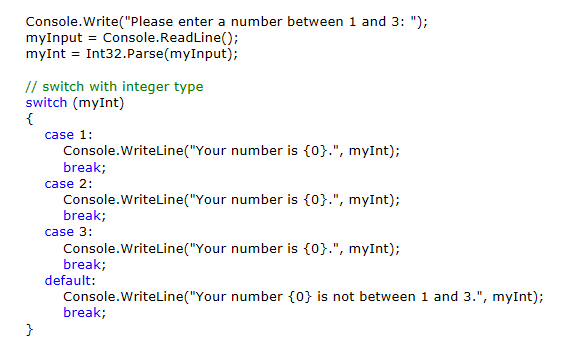 Console.Write("Please enter a number between 1 and 3: ");
myInput = Console.ReadLine();
myInt = Int32.Parse(myInput);

// switch with integer type
switch (myInt)
{
    case 1:
        Console.WriteLine("Your number is {0}.", myInt);
        break;
    case 2:
        Console.WriteLine("Your number is {0}.", myInt);
        break;
    case 3:
        Console.WriteLine("Your number is {0}.", myInt);
        break;
    default:
        Console.WriteLine("Your number {0} is not between 1 and 3.", myInt);
        break;
}